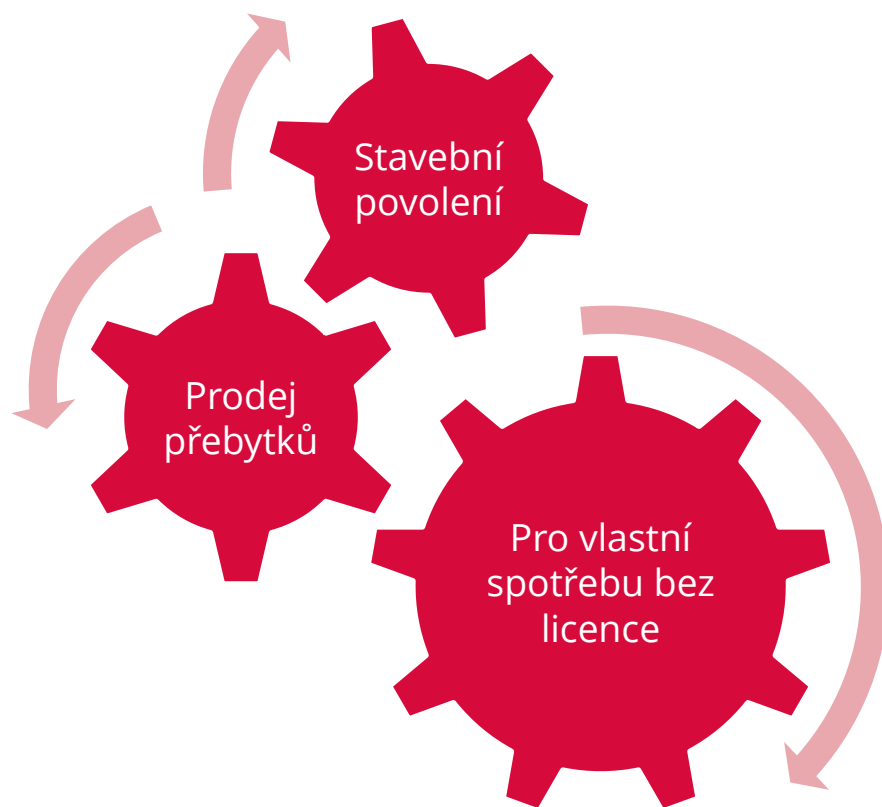 Stavební
povolení
Prodej
přebytků
Pro vlastní
spotřebu bez
licence